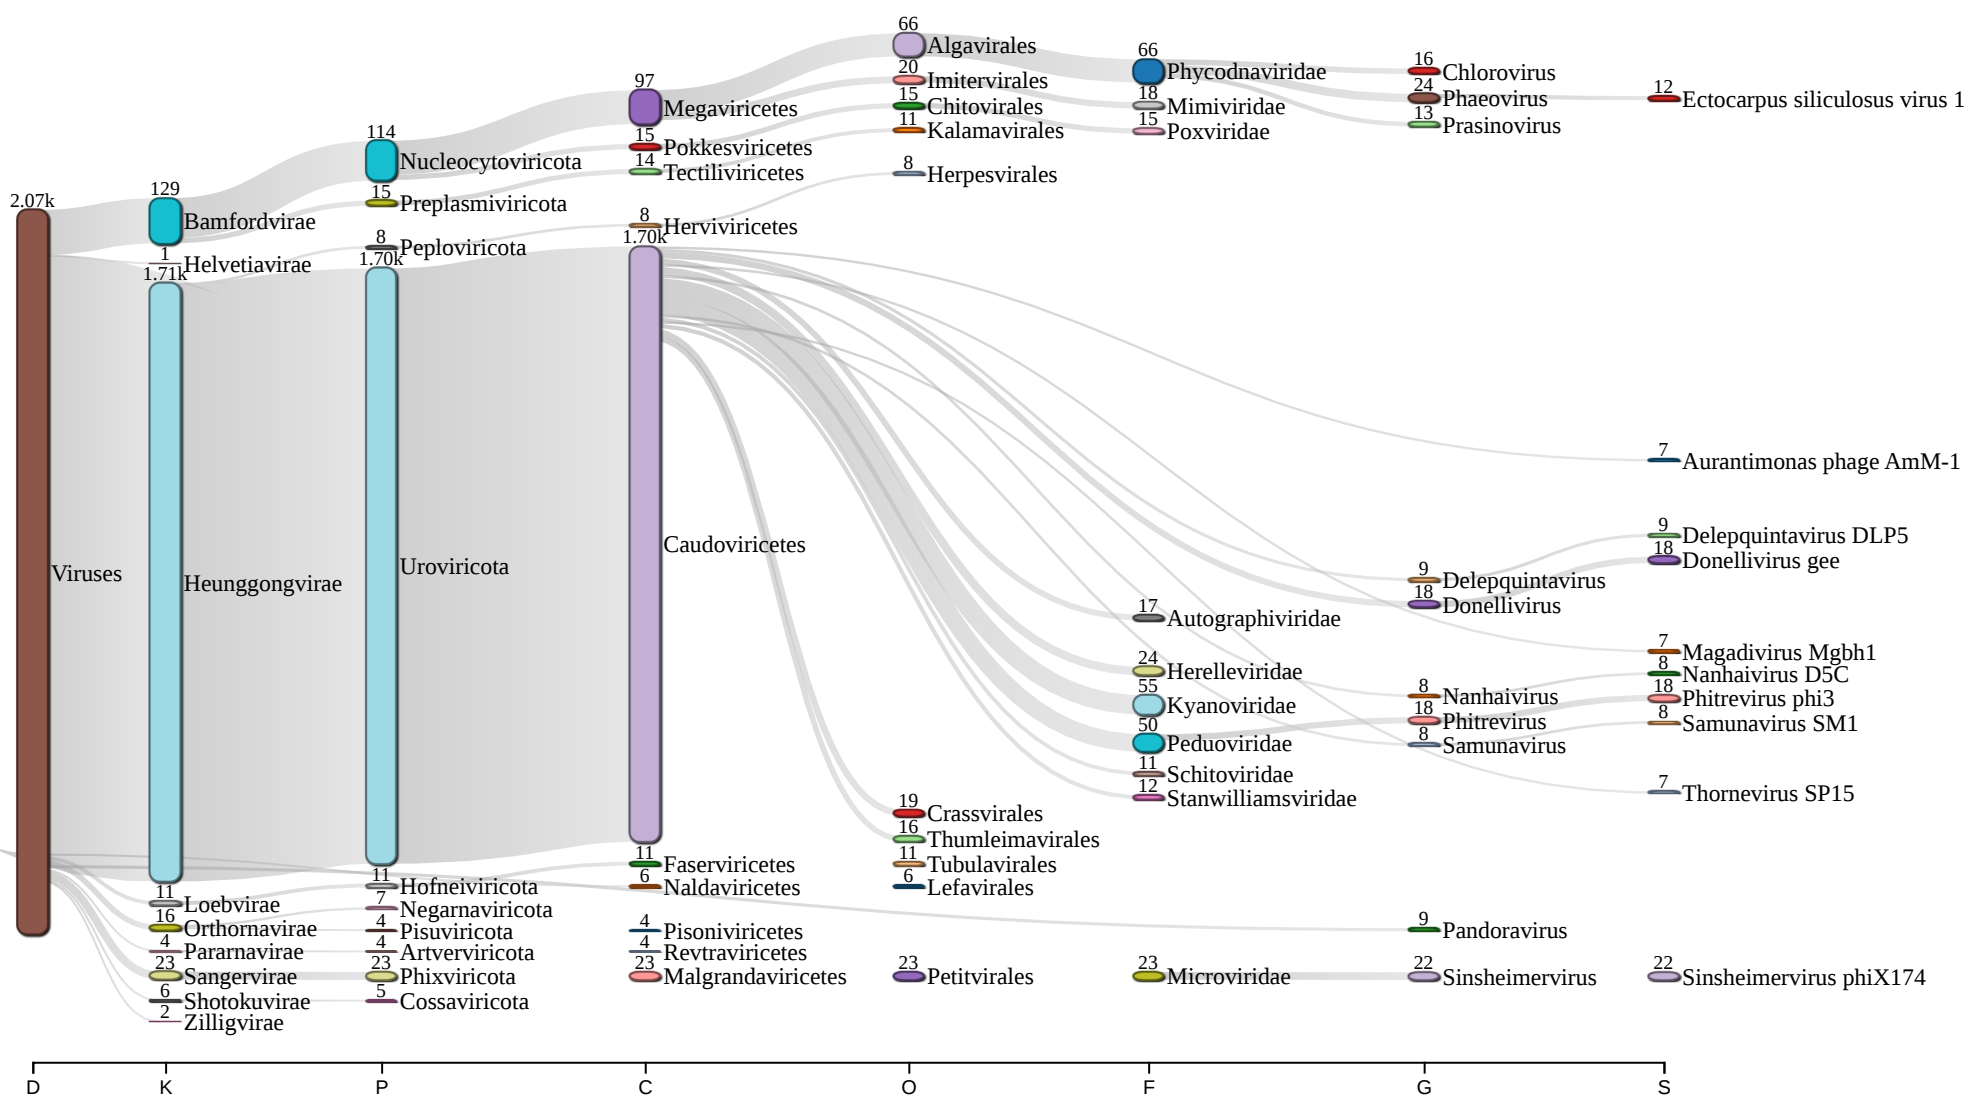 2.07k
Viruses
129
Bamfordvirae
1
Helvetiavirae
1.71k
Heunggongvirae
11
Loebvirae
16
Orthornavirae
4
Pararnavirae
23
Sangervirae
6
Shotokuvirae
2
Zilligvirae
114
Nucleocytoviricota
15
Preplasmiviricota
8
Peploviricota
1.70k
Uroviricota
11
Hofneiviricota
7
Negarnaviricota
4
Pisuviricota
4
Artverviricota
23
Phixviricota
5
Cossaviricota
97
Megaviricetes
15
Pokkesviricetes
14
Tectiliviricetes
8
Herviviricetes
1.70k
Caudoviricetes
11
Faserviricetes
6
Naldaviricetes
4
Pisoniviricetes
4
Revtraviricetes
23
Malgrandaviricetes
66
Algavirales
20
Imitervirales
15
Chitovirales
11
Kalamavirales
8
Herpesvirales
19
Crassvirales
16
Thumleimavirales
11
Tubulavirales
6
Lefavirales
23
Petitvirales
66
Phycodnaviridae
18
Mimiviridae
15
Poxviridae
17
Autographiviridae
24
Herelleviridae
55
Kyanoviridae
50
Peduoviridae
11
Schitoviridae
12
Stanwilliamsviridae
23
Microviridae
16
Chlorovirus
24
Phaeovirus
13
Prasinovirus
9
Delepquintavirus
18
Donellivirus
8
Nanhaivirus
18
Phitrevirus
8
Samunavirus
9
Pandoravirus
22
Sinsheimervirus
12
Ectocarpus siliculosus virus 1
7
Aurantimonas phage AmM-1
9
Delepquintavirus DLP5
18
Donellivirus gee
7
Magadivirus Mgbh1
8
Nanhaivirus D5C
18
Phitrevirus phi3
8
Samunavirus SM1
7
Thornevirus SP15
22
Sinsheimervirus phiX174
D K P C O F G S